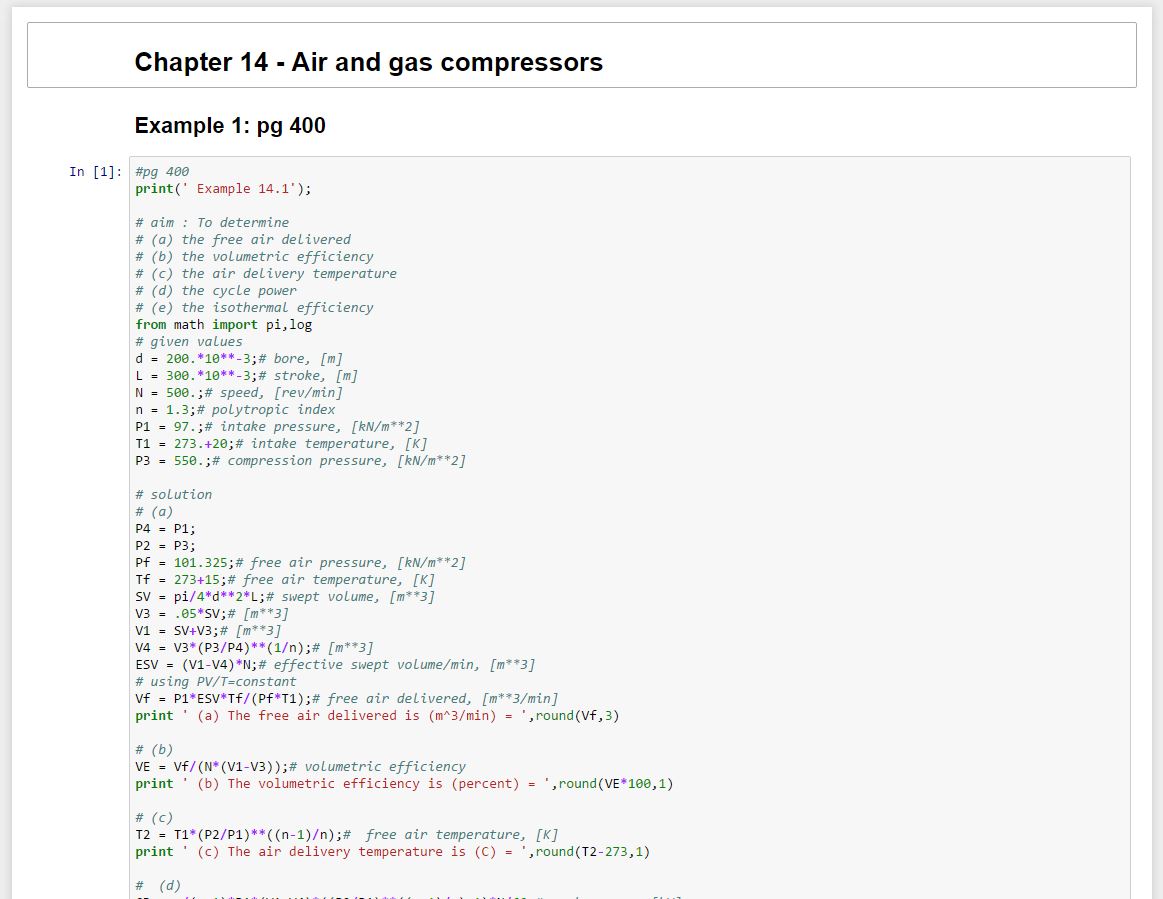 Chapter 14 - Air and gas compressors
Example 1: pg 400
In [1]: #pg 400
print(' Example 14.1');
# aim : To determine
# (a) the free air delivered
# (b) the volumetric efficiency
# (c) the air delivery temperature
# (d) the cycle power
# (e) the isothermal efficiency
from math import pi,log
# given values
d = 200.*10**-3;# bore, [m]
L = 300.*10**-3;# stroke, [m]
N = 500.;# speed, [rev/min]
n = 1.3;# polytropic index
P1 = 97.;# intake pressure, [kN/m**2]
T1 = 273.+20;# intake temperature, [K]
P3 = 550.;# compression pressure, [kN/m**2]
# solution
# (a)
P4 = P1;
P2 = P3;
Pf = 101.325;# free air pressure, [kN/m**2]
Tf = 273+15;# free air temperature, [K]
SV = pi/4*d**2*L;# swept volume, [m**3]
V3 = .05*SV;# [m**3]
V1 = SV+V3;# [m**3]
V4 = V3*(P3/P4)**(1/n);# [m**3]
ESV = (V1-V4)*N;# effective swept volume/min, [m**3]
# using PV/T=constant
Vf = P1*ESV*Tf/(Pf*T1);# free air delivered, [m**3/min]
print ' (a) The free air delivered is (m^3/min) = ',round(Vf,3)
# (b)
VE = Vf/(N*(V1-V3));# volumetric efficiency
print ' (b) The volumetric efficiency is (percent) = ',round(VE*100,1)
# (c)
T2 = T1*(P2/P1)**((n-1)/n);#  free air temperature, [K]
print ' (c) The air delivery temperature is (C) = ',round(T2-273,1)
#  (d)